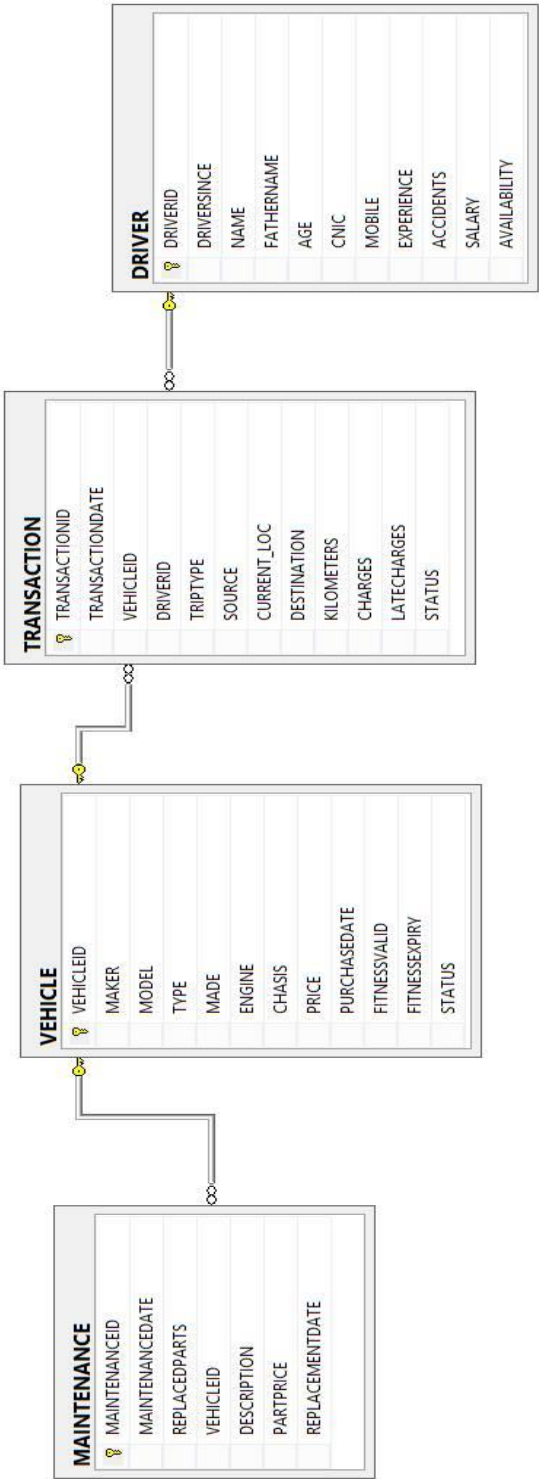 MAINTENANCE
MAINTENANCEID
MAINTENANCEDATE
REPLACEDPARTS
VEHICLEID
DESCRIPTION
PARTPRICE
REPLACEMENTDATE
VEHICLE
VEHICLEID
MAKER
MODEL
TYPE
MADE
ENGINE
CHASIS
PRICE
PURCHASEDATE
FITNESSVALID
FITNESSEXPIRY
STATUS
TRANSACTION
TRANSACTIONID
TRANSACTIONDATE
VEHICLEID
DRIVERID
TRIPTYPE
SOURCE
CURRENT_LOC
DESTINATION
KILOMETERS
CHARGES
LATECHARGES
STATUS
DRIVER
DRIVERID
DRIVERSINCE
NAME
FATHERNAME
AGE
CNIC
MOBILE
EXPERIENCE
ACCIDENTS
SALARY
AVAILABILITY